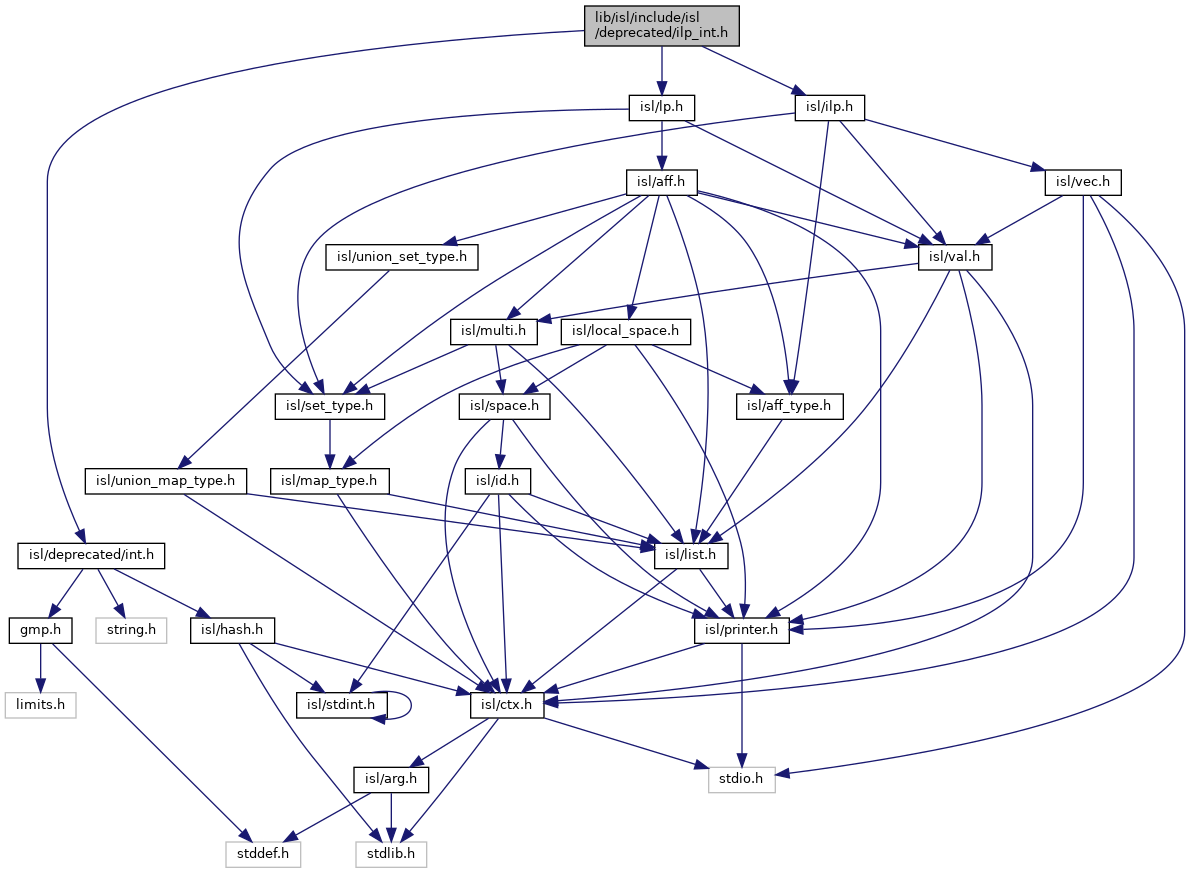 lib/isl/include/isl
/deprecated/ilp_int.h
isl/lp.h
isl/ilp.h
isl/aff.h
isl/vec.h
isl/union_set_type.h
isl/val.h
isl/multi.h
isl/local_space.h
isl/set_type.h
isl/space.h
isl/aff_type.h
isl/union_map_type.h
isl/map_type.h
isl/id.h
isl/deprecated/int.h
isl/list.h
gmp.h
string.h
isl/hash.h
isl/printer.h
limits.h
isl/stdint.h
isl/ctx.h
isl/arg.h
stdio.h
stddef.h
stdlib.h